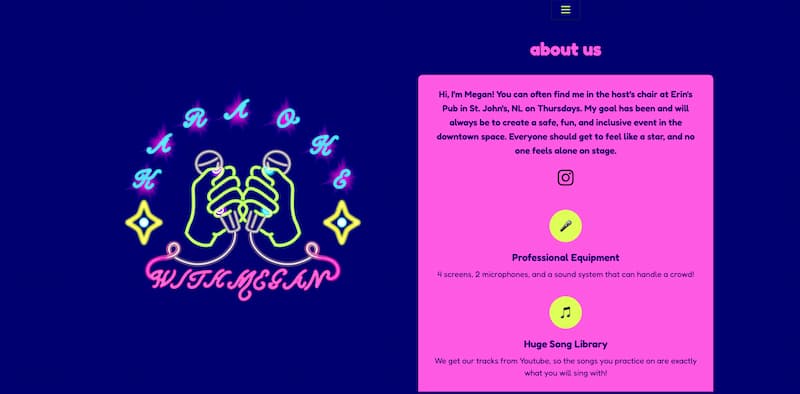 KARAOKE
WITH MEGAN
about us
Hi, I'm Megan! You can often find me in the host's chair at Erin's
Pub in St. John's, NL on Thursdays. My goal has been and will
always be to create a safe, fun, and inclusive event in the
downtown space. Everyone should get to feel like a star, and no
one feels alone on stage.
Professional Equipment
4 screens, 2 microphones, and a sound system that can handle a crowd!
Huge Song Library
We get our tracks from Youtube, so the songs you practice on are exactly
what you will sing with!